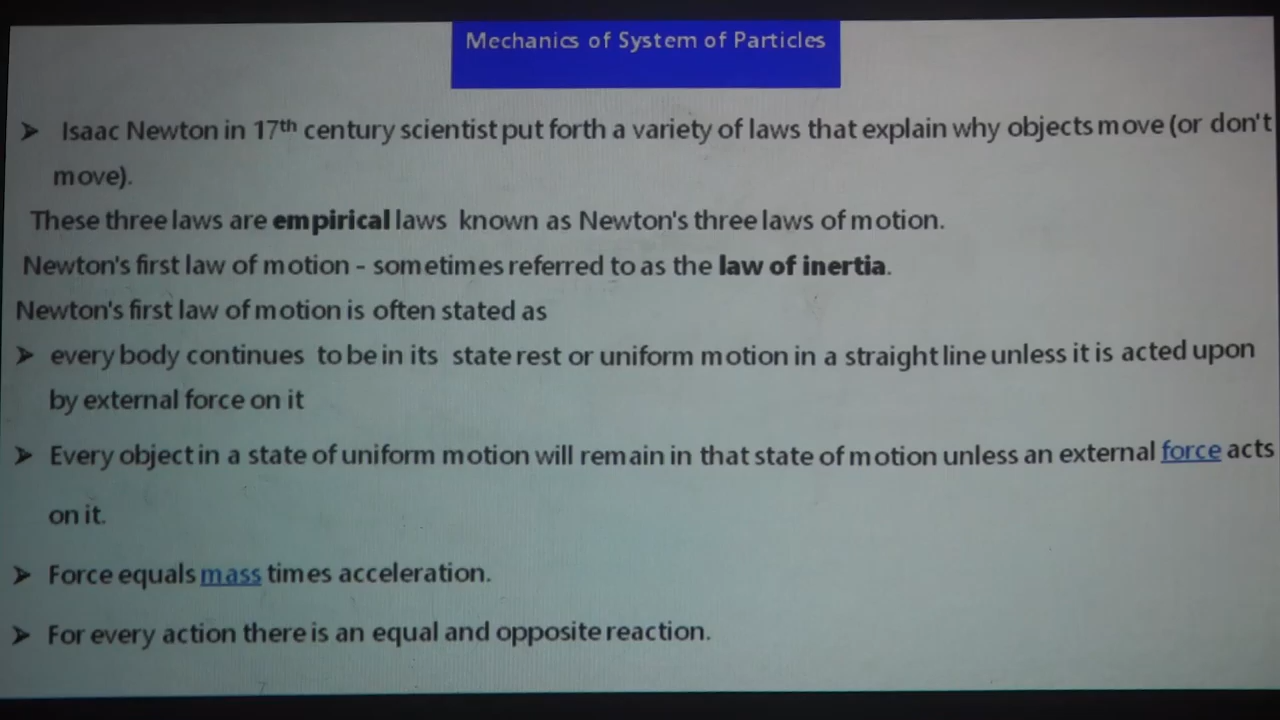 Mechanics of System of Particles
➤ Isaac Newton in 17th century scientist put forth a variety of laws that explain why objects move (or don't
move).
These three laws are empirical laws known as Newton's three laws of motion.
Newton's first law of motion - sometimes referred to as the law of inertia.
Newton's first law of motion is often stated as
➤ every body continues to be in its state rest or uniform motion in a straight line unless it is acted upon
by external force on it
➤ Every object in a state of uniform motion will remain in that state of motion unless an external force acts
on it.
➤ Force equals mass times acceleration.
➤ For every action there is an equal and opposite reaction.